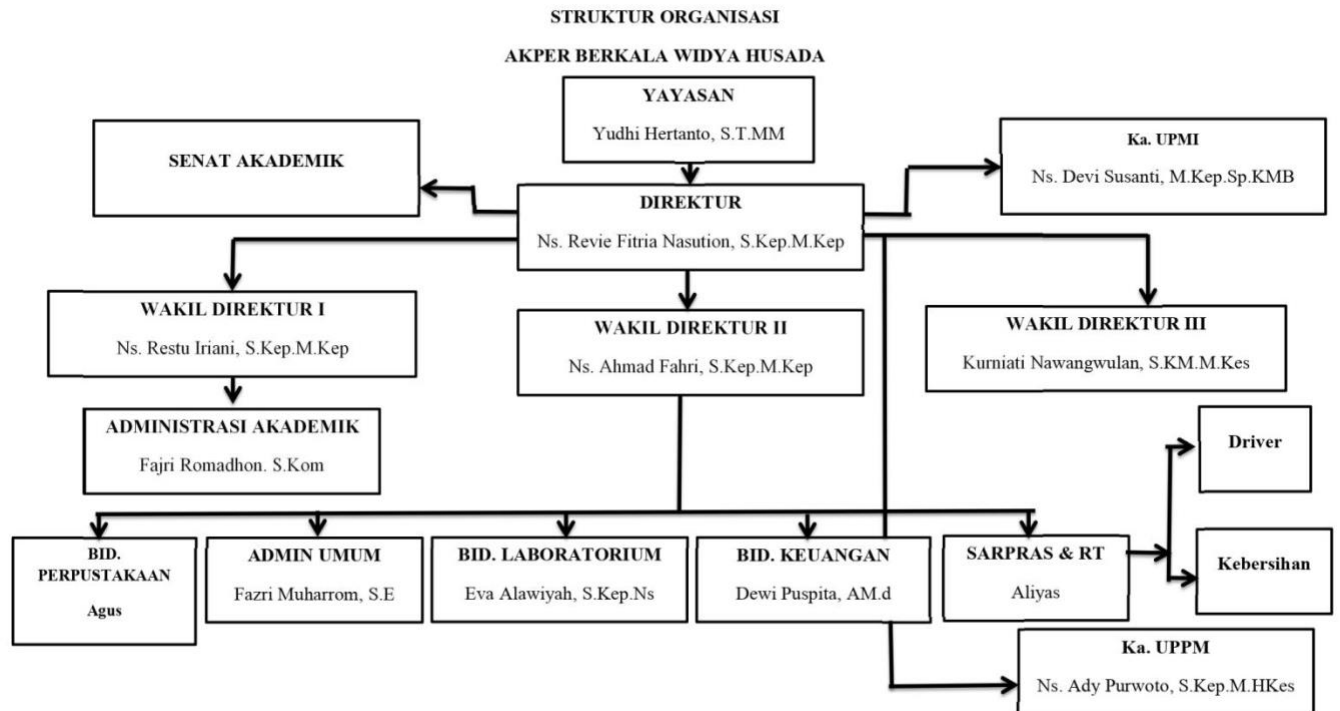 STRUKTUR ORGANISASI
AKPER BERKALA WIDYA HUSADA
YAYASAN
Yudhi Hertanto, S.T.MM
SENAT AKADEMIK
Ka. UPMI
Ns. Devi Susanti, M.Kep.Sp.KMB
DIREKTUR
Ns. Revie Fitria Nasution, S.Kep.M.Kep
WAKIL DIREKTUR I
Ns. Restu Iriani, S.Kep.M.Kep
WAKIL DIREKTUR II
Ns. Ahmad Fahri, S.Kep.M.Kep
WAKIL DIREKTUR III
Kurniati Nawangwulan, S.KM.M.Kes
ADMINISTRASI AKADEMIK
Fajri Romadhon. S.Kom
Driver
Kebersihan
BID.
PERPUSTAKAAN
Agus
ADMIN UMUM
Fazri Muharrom, S.E
BID. LABORATORIUM
Eva Alawiyah, S.Kep.Ns
BID. KEUANGAN
Dewi Puspita, AM.d
SARPRAS & RT
Aliyas
Ka. UPPM
Ns. Ady Purwoto, S.Kep.M.HKes